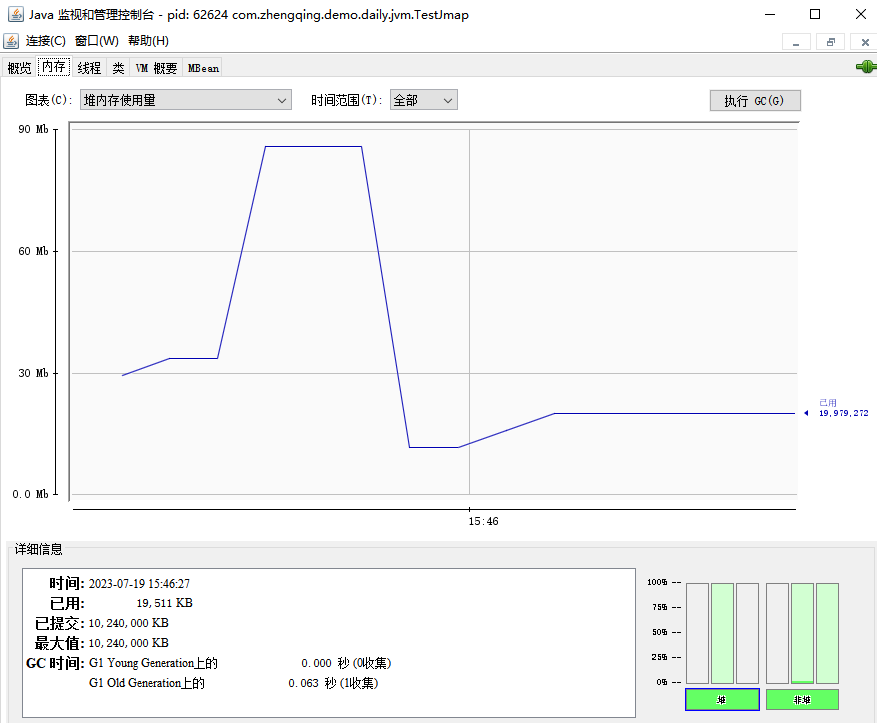 Java 监视和管理控制台 - pid: 62624 com.zhengqing.demo.daily.jvm.TestJmap
连接(C) 窗口(W) 帮助(H)
概览 内存 线程 类 VM 概要 MBean
图表(C): 堆内存使用量 时间范围(T): 全部 执行 GC(G)
90 Mb
60 Mb
30 Mb
已用
19,979,272
0.0 Mb
15:46
详细信息
时间: 2023-07-19 15:46:27
已用: 19,511 KB
已提交: 10,240,000 KB
最大值: 10,240,000 KB
GC 时间: G1 Young Generation上的 0.000 秒 (0收集)
G1 Old Generation上的 0.063 秒 (1收集)
100% --
75% --
50% --
25% --
0% --
堆 非堆